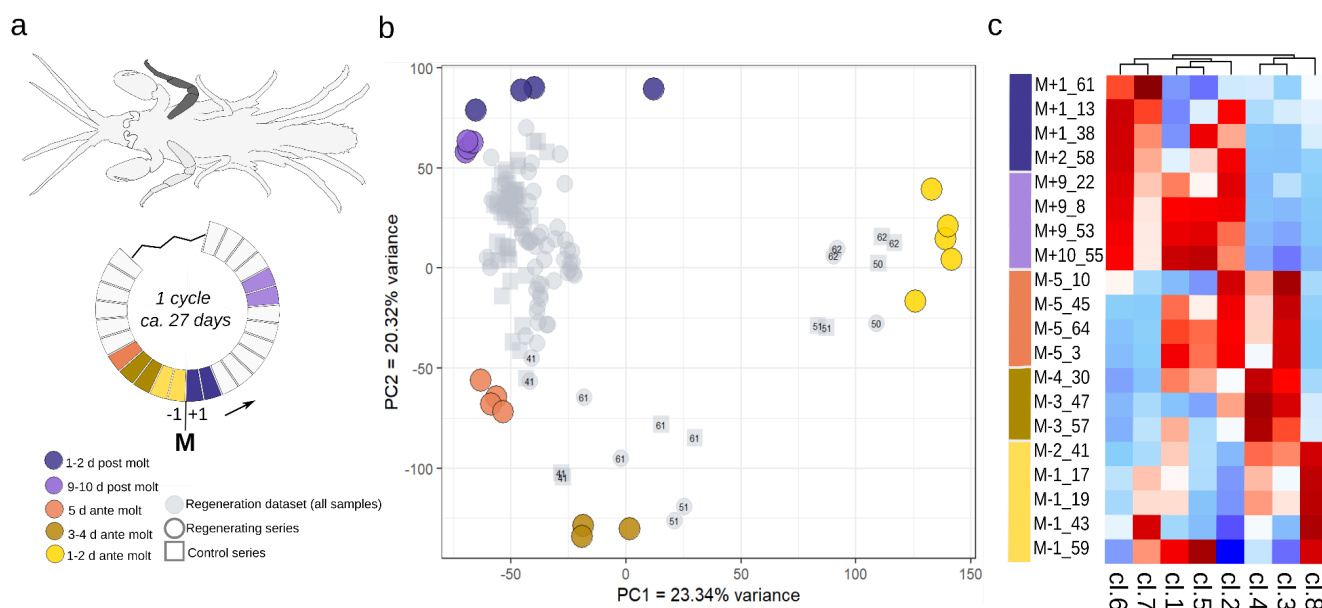 a
1 cycle
ca. 27 days
-1 +1
M
1-2 d post molt
9-10 d post molt
5 d ante molt
3-4 d ante molt
1-2 d ante molt
Regeneration dataset (all samples)
Regenerating series
Control series
b
PC2 = 20.32% variance
100
50
0
-50
-100
62
62
62
62
50
51
51
50
41
41
61
61
61
61
41
41
51
51
-50
0
50
100
150
PC1 = 23.34% variance
c
M+1_61
M+1_13
M+1_38
M+2_58
M+9_22
M+9_8
M+9_53
M+10_55
M-5_10
M-5_45
M-5_64
M-5_3
M-4_30
M-3_47
M-3_57
M-2_41
M-1_17
M-1_19
M-1_43
M-1_59
cl.6
cl.7
cl.1
cl.5
cl.2
cl.4
cl.3
cl.8